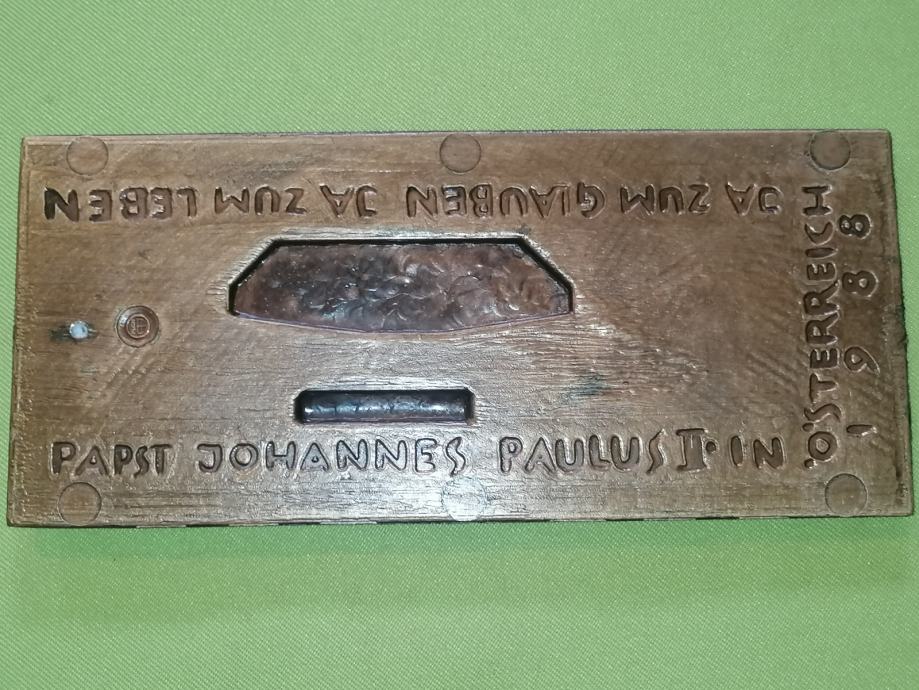 PAPST JOHANNES PAULUS II. IN
ÖSTERREICH
1988
JA ZUM GLAUBEN JA ZUM LEBEN